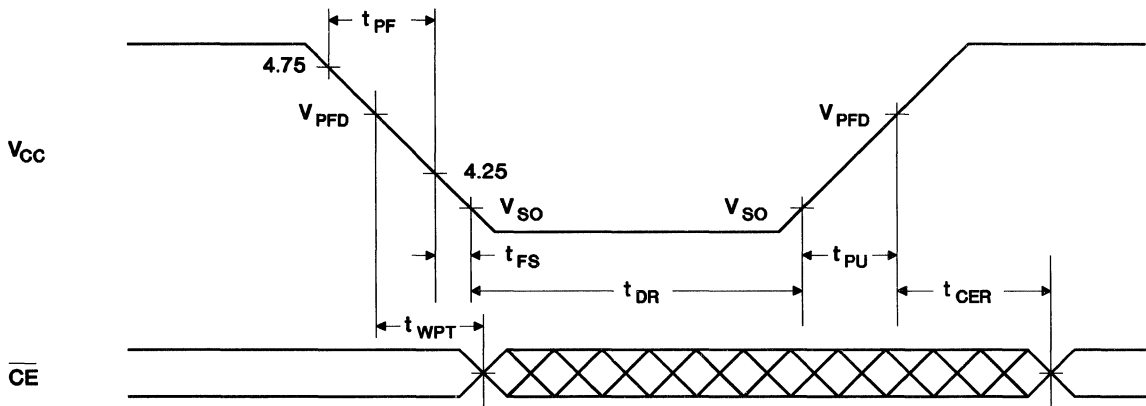 t PF
4.75
V PFD
V PFD
V CC
4.25
V SO
V SO
t FS
t PU
t DR
t CER
t WPT
CE